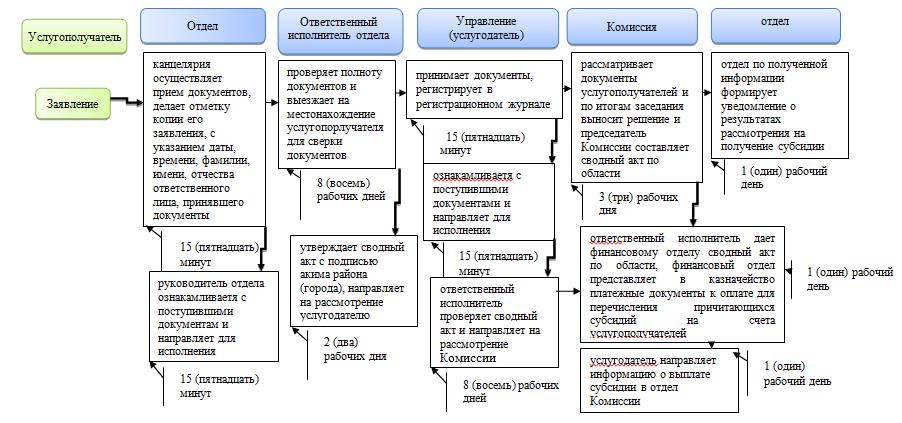 Услугополучатель
Отдел
Ответственный
исполнитель отдела
Управление
(услугодатель)
Комиссия
отдел
Заявление
канцелярия
осуществляет
прием документов,
делает отметку
копии его
заявления, с
указанием даты,
времени, фамилии,
имени, отчества
ответственного
лица, принявшего
документы
15 (пятнадцать)
минут
руководитель отдела
ознакамливаетя с
поступившими
документам и
направляет для
исполнения
15 (пятнадцать)
минут
проверяет полноту
документов и
выезжает на
местонахождение
услугопорлучателя
для сверки
документов
8 (восемь)
рабочих дней
утверждает сводный
акт с подписью
акима района
(города), направляет
на рассмотрение
услугодателю
2 (два)
рабочих дня
принимает документы,
регистрирует в
регистрационном журнале
15 (пятнадцать)
минут
ознакамливаетя с
поступившими
документами и
направляет для
исполнения
15 (пятнадцать)
минут
ответственный
исполнитель
проверяет сводный
акт и направляет на
рассмотрение
Комиссии
8 (восемь) рабочих
дней
рассматривает
документы
услугополучателей и
по итогам заседания
выносит решение и
председатель
Комиссии составляет
сводный акт по
области
3 (три) рабочих
дня
ответственный исполнитель дает
финансовому отделу сводный акт
по области, финансовый отдел
представляет в казначейство
платежные документы к оплате для
перечисления причитающихся
субсидий на счета
услугополучателей
1 (один) рабочий
день
услугодатель направляет
информацию о выплате
субсидии в отдел
Комиссии
1 (один)
рабочий день
отдел по полученной
информации
формирует
уведомление о
результатах
рассмотрения на
получение субсидии
1 (один) рабочий
день